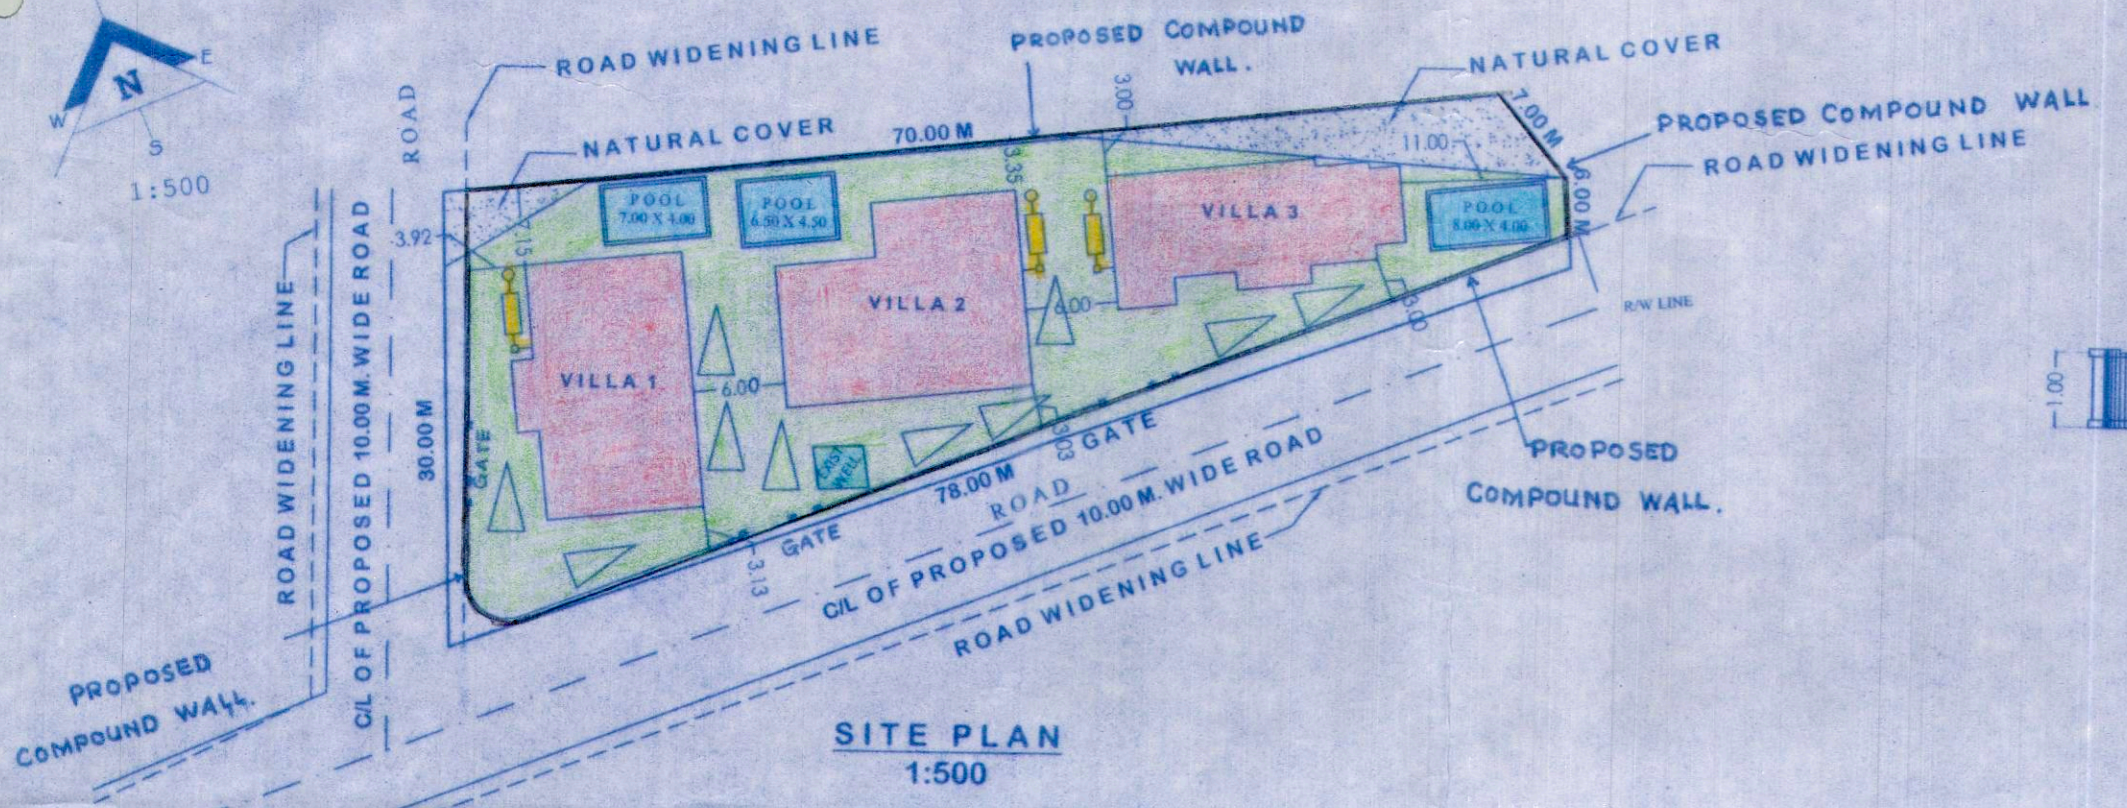 N
E
W
S
1:500
ROAD
ROAD WIDENING LINE
NATURAL COVER
70.00 M
PROPOSED COMPOUND
WALL.
3.00
3.35
NATURAL COVER
7.00 M
11.00
PROPOSED COMPOUND WALL
ROAD WIDENING LINE
6.00 M
R/W LINE
3.92
7.15
POOL
7.00 X 4.00
POOL
6.50 X 4.50
POOL
8.00 X 4.00
VILLA 1
VILLA 2
VILLA 3
6.00
6.00
3.00
3.03
3.13
EXIST
WELL
GATE
GATE
GATE
30.00 M
78.00 M
ROAD
C/L OF PROPOSED 10.00 M. WIDE ROAD
ROAD WIDENING LINE
C/L OF PROPOSED 10.00 M. WIDE ROAD
ROAD WIDENING LINE
PROPOSED
COMPOUND WALL.
PROPOSED
COMPOUND WALL.
1.00
SITE PLAN
1:500